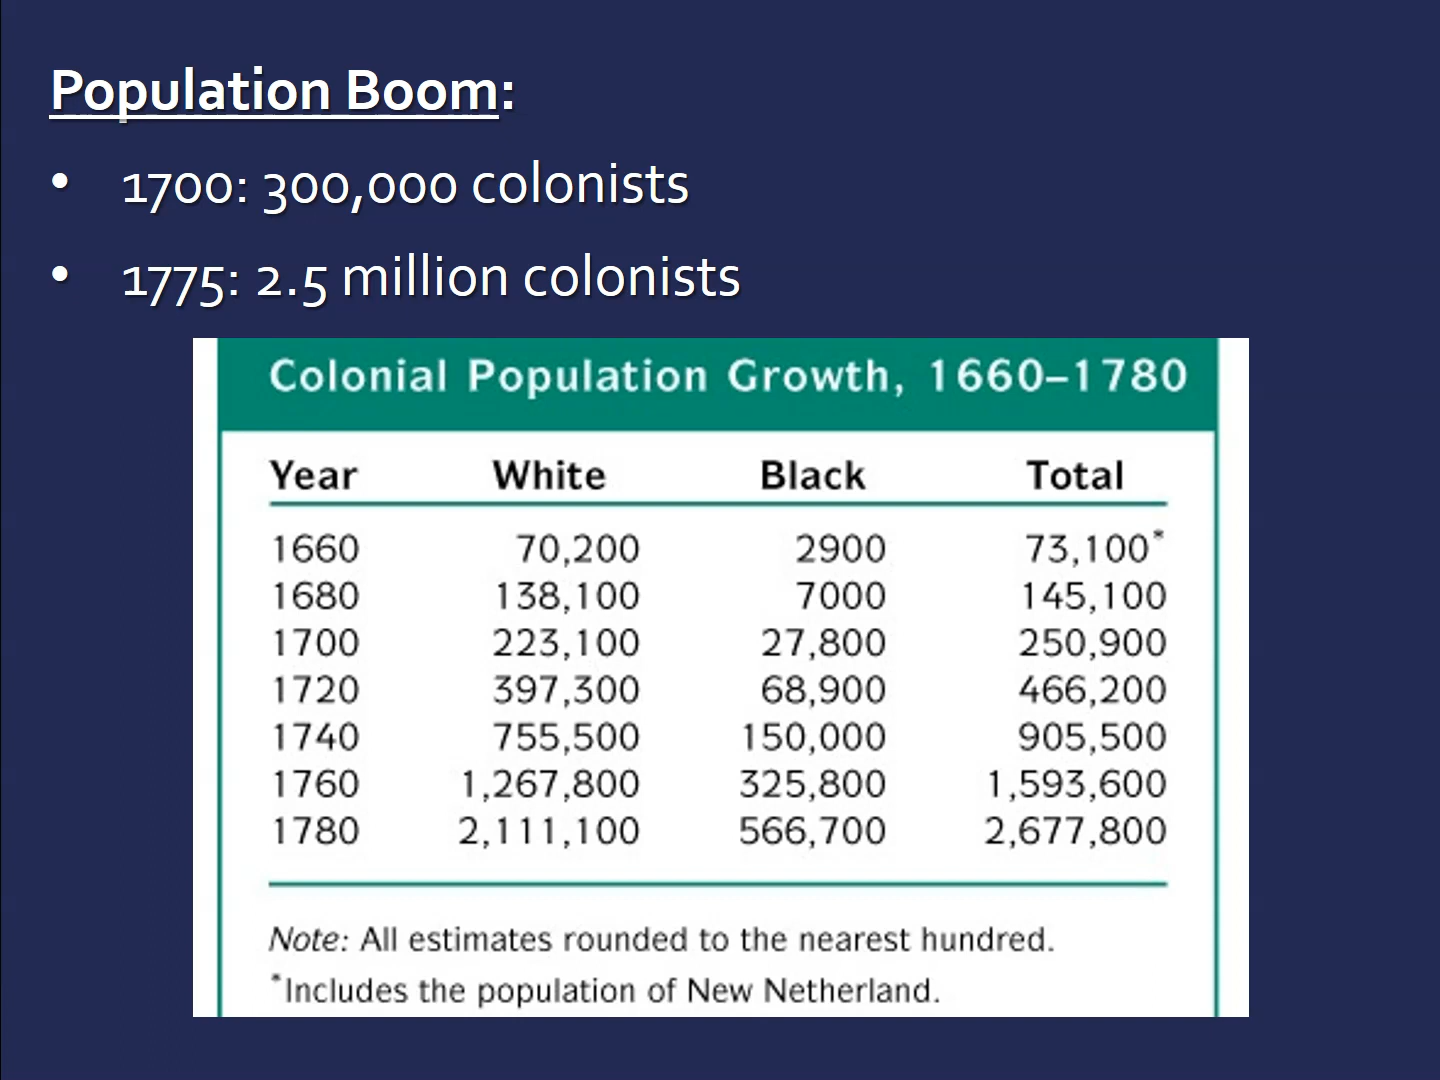 Population Boom:
• 1700: 300,000 colonists
• 1775: 2.5 million colonists
Colonial Population Growth, 1660–1780
Year White Black Total
1660 70,200 2900 73,100*
1680 138,100 7000 145,100
1700 223,100 27,800 250,900
1720 397,300 68,900 466,200
1740 755,500 150,000 905,500
1760 1,267,800 325,800 1,593,600
1780 2,111,100 566,700 2,677,800
Note: All estimates rounded to the nearest hundred.
*Includes the population of New Netherland.